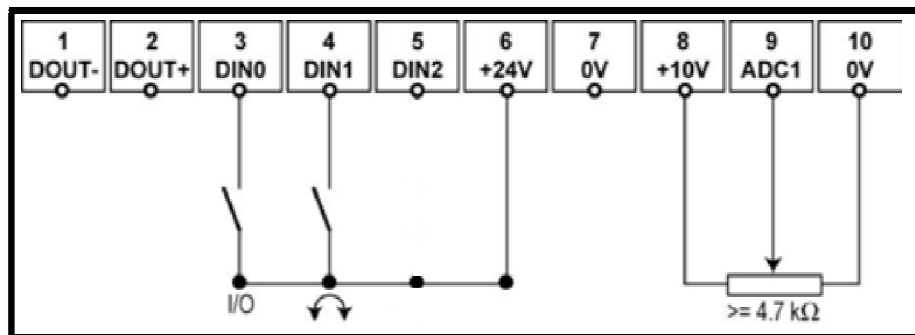 1 2 3 4 5 6 7 8 9 10
DOUT- DOUT+ DIN0 DIN1 DIN2 +24V 0V +10V ADC1 0V
I/O
>= 4.7 kΩ